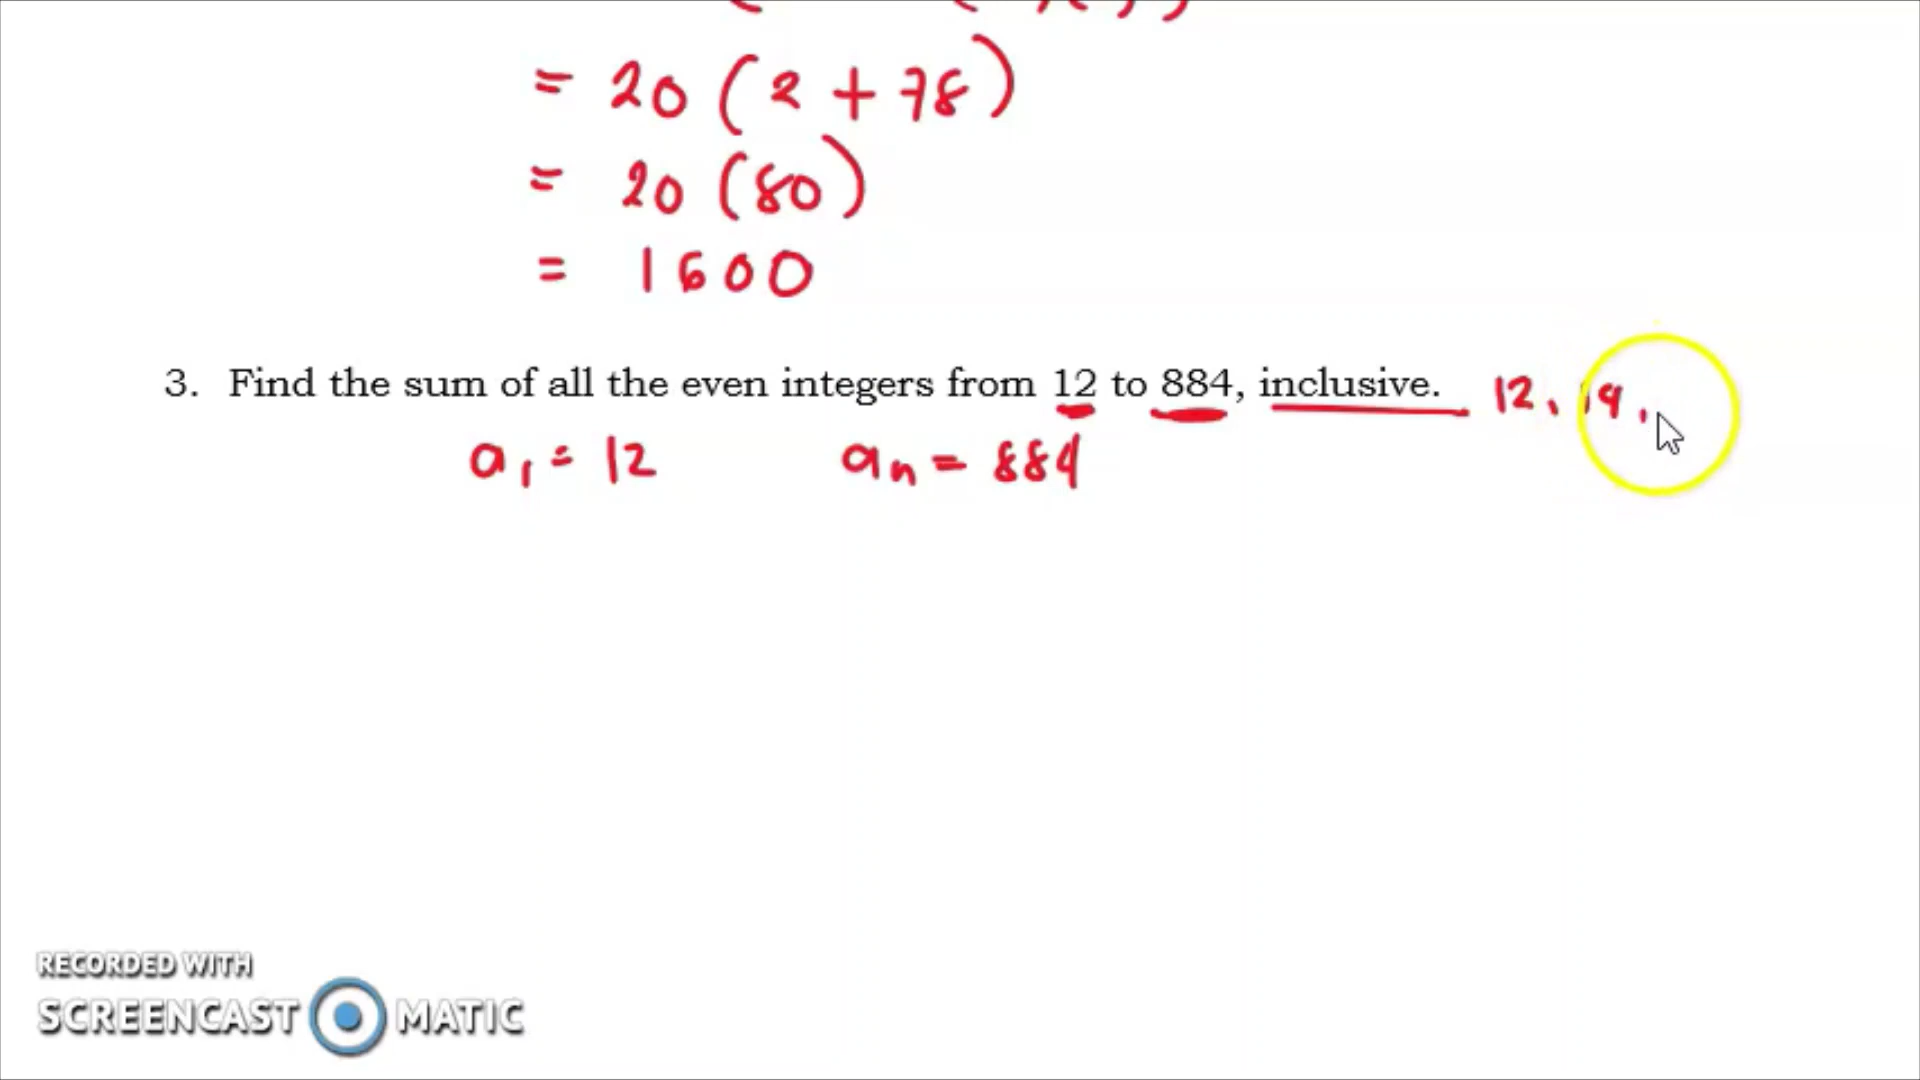 = 20 ( 2 + 78 )
= 20 ( 80 )
= 1600
3. Find the sum of all the even integers from 12 to 884, inclusive. 12, 14,
a₁ = 12 aₙ = 884
RECORDED WITH
SCREENCAST MATIC